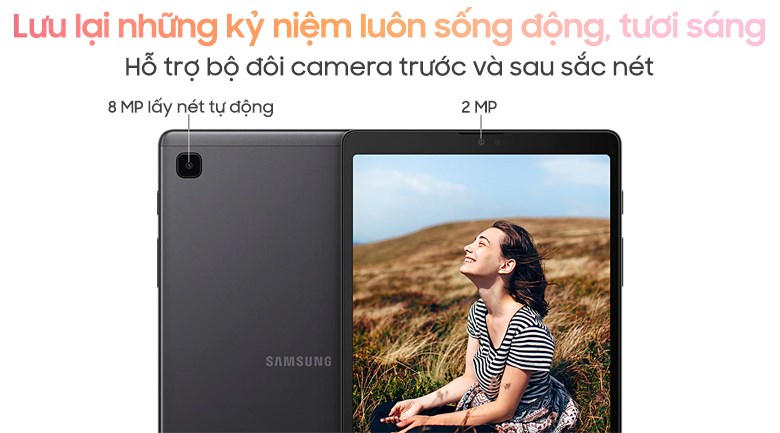 Lưu lại những kỷ niệm luôn sống động, tươi sáng
Hỗ trợ bộ đôi camera trước và sau sắc nét
8 MP lấy nét tự động
2 MP
SAMSUNG